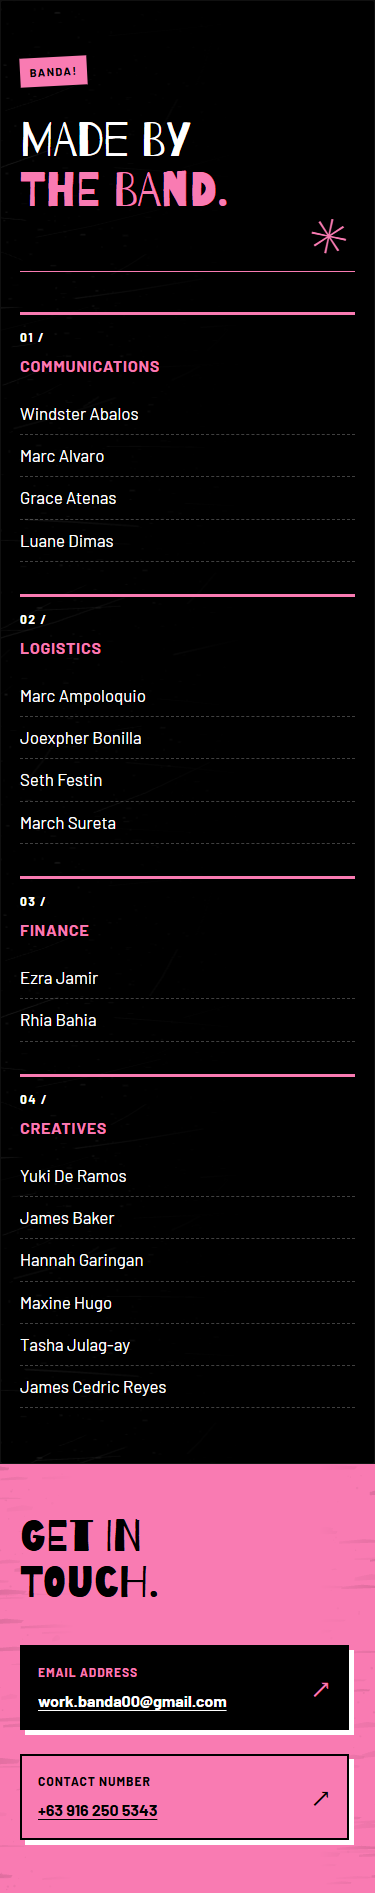 BANDA!
MADE BY
THE BAND.
01 /
COMMUNICATIONS
Windster Abalos
Marc Alvaro
Grace Atenas
Luane Dimas
02 /
LOGISTICS
Marc Ampoloquio
Joexpher Bonilla
Seth Festin
March Sureta
03 /
FINANCE
Ezra Jamir
Rhia Bahia
04 /
CREATIVES
Yuki De Ramos
James Baker
Hannah Garingan
Maxine Hugo
Tasha Julag-ay
James Cedric Reyes
GET IN
TOUCH.
EMAIL ADDRESS
work.banda00@gmail.com
CONTACT NUMBER
+63 916 250 5343